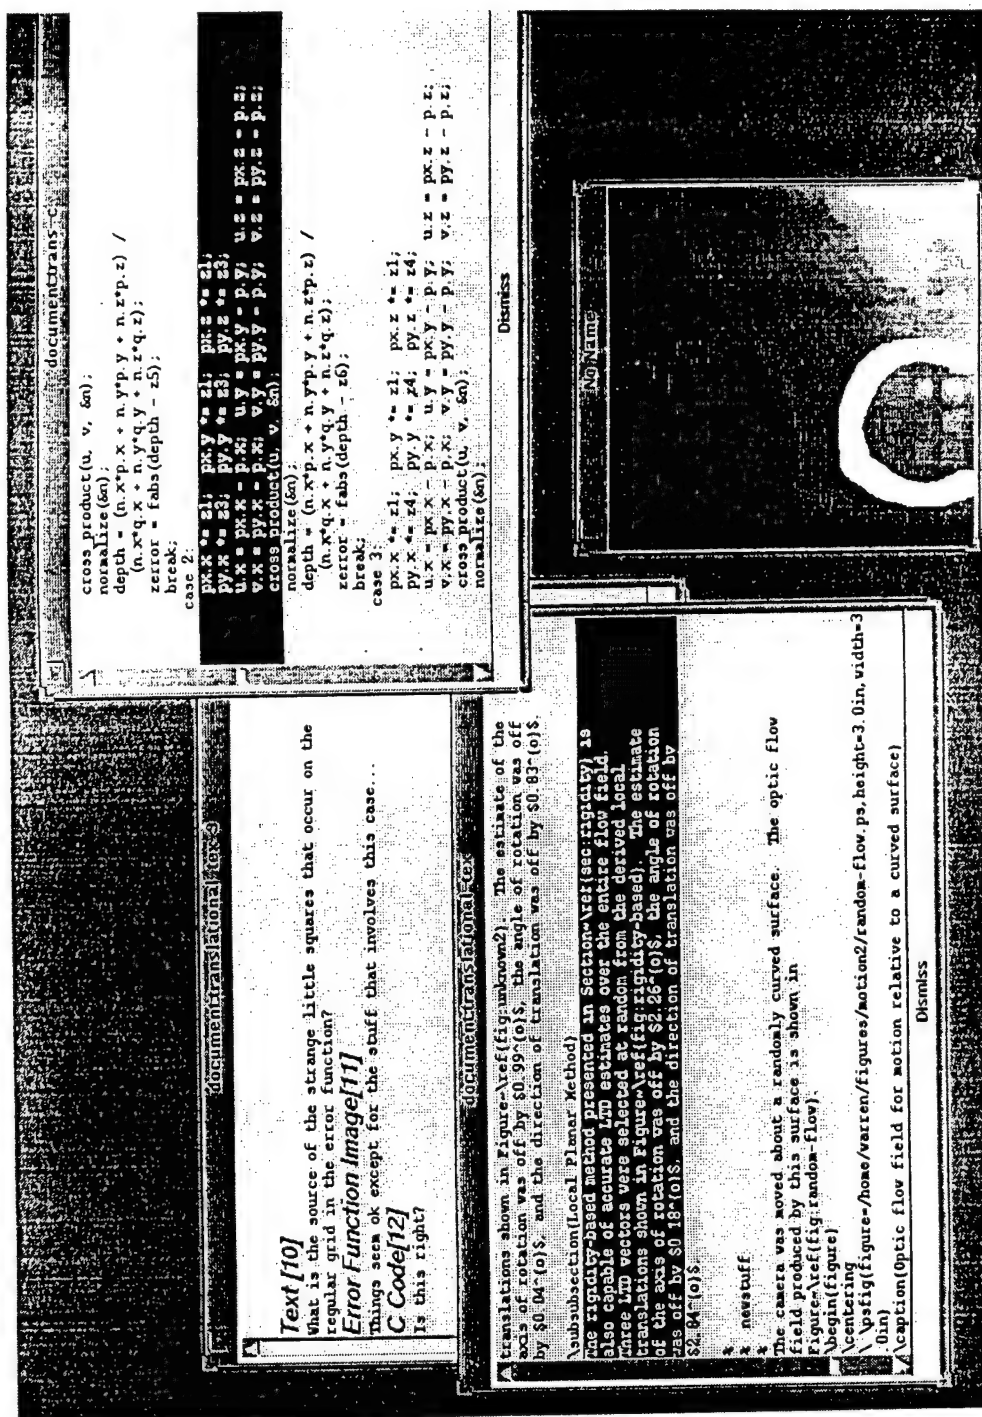 documenttranslational-tex-3
Text [10]
What is the source of the strange little squares that occur on the
regular grid in the error function?
Error Function Image[11]
Things seem ok except for the stuff that involves this case...
C Code[12]
Is this right?
documenttrans-c
cross_product(u, v, &n);
normalize(&n);
depth = (n.x*p.x + n.y*p.y + n.z*p.z) /
(n.x*q.x + n.y*q.y + n.z*q.z);
zerror = fabs(depth - z5);
break;
case 2:
px.x *= z1; px.y *= z1; px.z *= z1;
py.x *= z3; py.y *= z3; py.z *= z3;
u.x = px.x - p.x; u.y = px.y - p.y; u.z = px.z - p.z;
v.x = py.x - p.x; v.y = py.y - p.y; v.z = py.z - p.z;
cross_product(u, v, &n);
normalize(&n);
depth = (n.x*p.x + n.y*p.y + n.z*p.z) /
(n.x*q.x + n.y*q.y + n.z*q.z);
zerror = fabs(depth - z6);
break;
case 3:
px.x *= z1; px.y *= z1; px.z *= z1;
py.x *= z4; py.y *= z4; py.z *= z4;
u.x = px.x - p.x; u.y = px.y - p.y; u.z = px.z - p.z;
v.x = py.x - p.x; v.y = py.y - p.y; v.z = py.z - p.z;
cross_product(u, v, &n);
normalize(&n);
Dismiss
documenttranslational-tex
translations shown in Figure~\ref{fig:unknown2}. The estimate of the
axis of rotation was off by $0.99^{o}$, the angle of rotation was off
by $0.04^{o}$, and the direction of translation was off by $0.83^{o}$.
\subsubsection{Local Planar Method}
The rigidity-based method presented in section~\ref{sec:rigidity} is
also capable of accurate LTD estimates over the entire flow field.
Three LTD vectors were selected at random from the derived local
translations shown in Figure~\ref{fig:rigidity-based}. The estimate
of the axis of rotation was off by $2.26^{o}$, the angle of rotation
was off by $0.18^{o}$, and the direction of translation was off by
$2.84^{o}$.
%
% newstuff
%
The camera was moved about a randomly curved surface. The optic flow
field produced by this surface is shown in
Figure~\ref{fig:random-flow}.
\begin{figure}
\centering
\ \psfig{figure=/home/warren/figures/motion2/random-flow.ps,height=3.0in,width=3
.0in}
\caption{Optic flow field for motion relative to a curved surface}
Dismiss
NoName